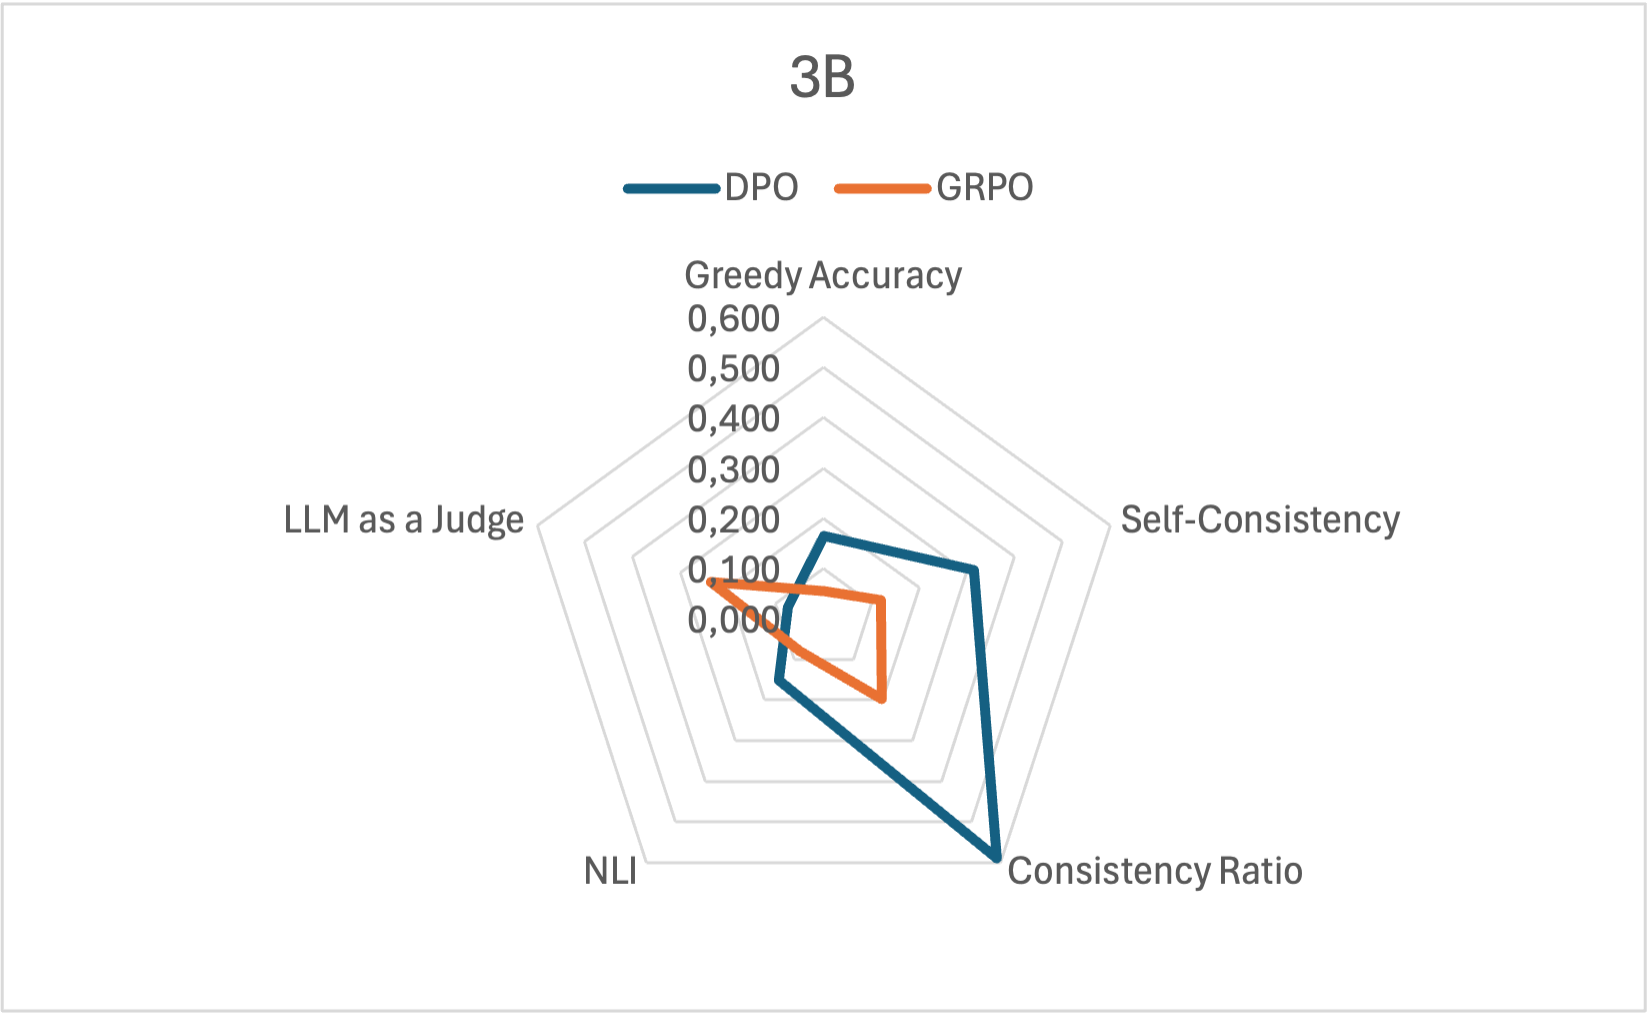 3B
DPO GRPO
Greedy Accuracy
0,600
0,500
0,400
0,300
0,200
0,100
0,000
LLM as a Judge
Self-Consistency
NLI
Consistency Ratio